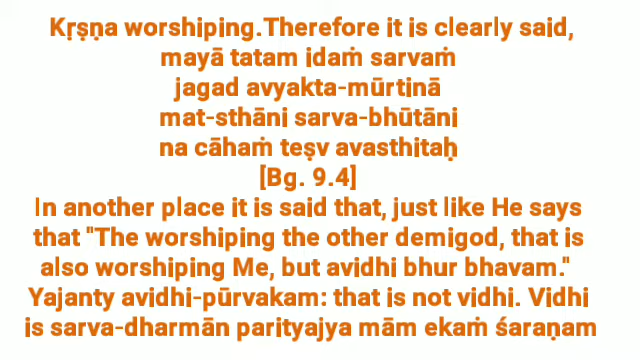 Kṛṣṇa worshiping.Therefore it is clearly said,
mayā tatam idaṁ sarvaṁ
jagad avyakta-mūrtinā
mat-sthāni sarva-bhūtāni
na cāhaṁ teṣv avasthitaḥ
[Bg. 9.4]
In another place it is said that, just like He says
that "The worshiping the other demigod, that is
also worshiping Me, but avidhi bhur bhavam."
Yajanty avidhi-pūrvakam: that is not vidhi. Vidhi
is sarva-dharmān parityajya mām ekaṁ śaraṇam